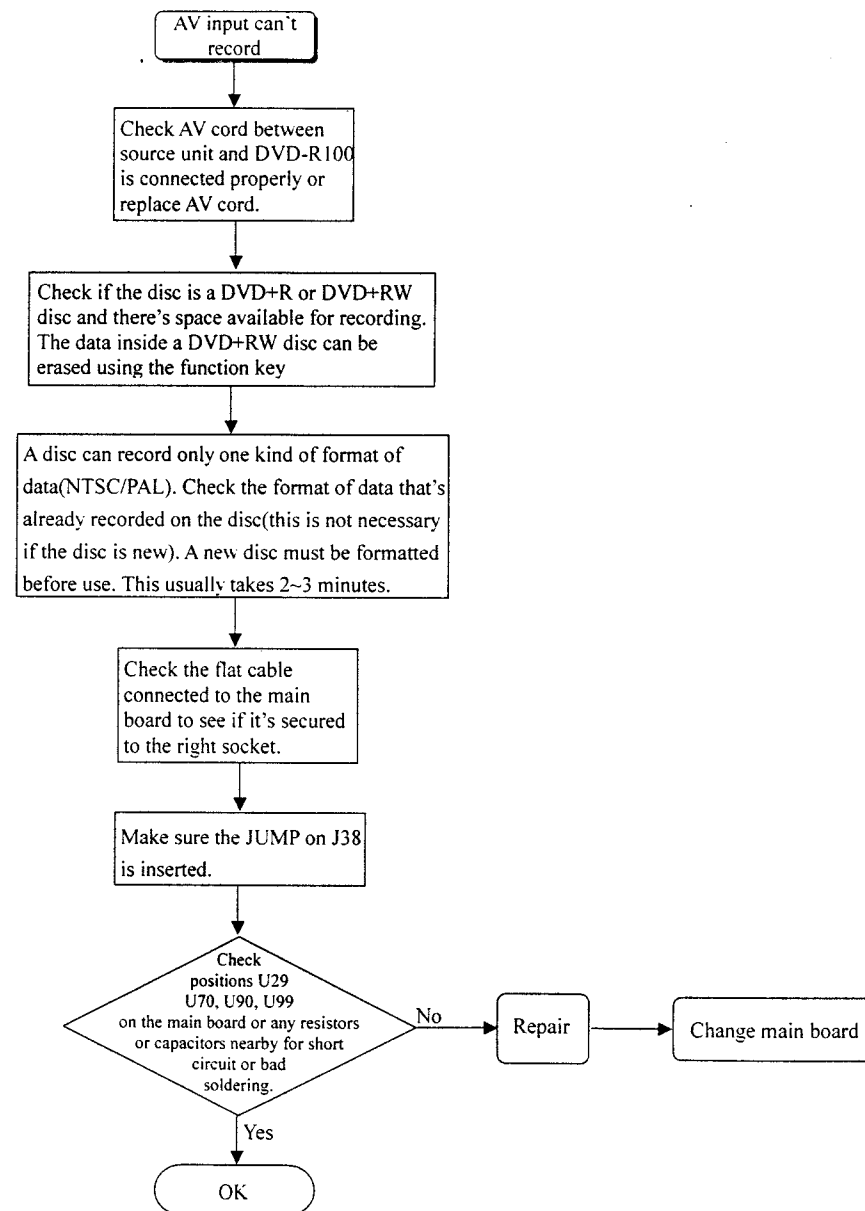 AV input can't
record
Check AV cord between
source unit and DVD-R100
is connected properly or
replace AV cord.
Check if the disc is a DVD+R or DVD+RW
disc and there's space available for recording.
The data inside a DVD+RW disc can be
erased using the function key
A disc can record only one kind of format of
data(NTSC/PAL). Check the format of data that's
already recorded on the disc(this is not necessary
if the disc is new). A new disc must be formatted
before use. This usually takes 2~3 minutes.
Check the flat cable
connected to the main
board to see if it's secured
to the right socket.
Make sure the JUMP on J38
is inserted.
Check
positions U29
U70, U90, U99
on the main board or any resistors
or capacitors nearby for short
circuit or bad
soldering.
No
Repair
Change main board
Yes
OK